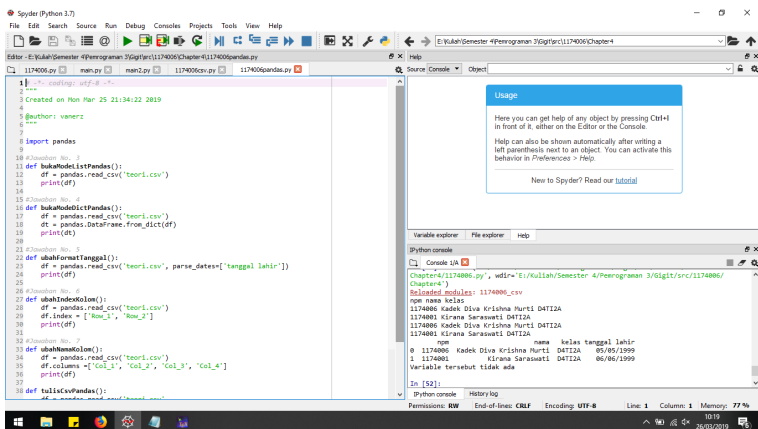 Spyder (Python 3.7)
File Edit Search Source Run Debug Consoles Projects Tools View Help
E:\Kuliah\Semester 4\Pemrograman 3\Gigit\src\1174006\Chapter4
Editor - E:\Kuliah\Semester 4\Pemrograman 3\Gigit\src\1174006\Chapter4\1174006pandas.py
1174006.py main.py man2.py 1174006csv.py 1174006pandas.py
1 # -*- coding: utf-8 -*-
2 """
3 Created on Mon Mar 25 21:34:22 2019
4
5 @author: vanerz
6 """
7
8 import pandas
9
10 #Jawaban No. 3
11 def bukaModeListPandas():
12 df = pandas.read_csv('teori.csv')
13 print(df)
14
15 #Jawaban No. 4
16 def bukaModeDictPandas():
17 df = pandas.read_csv('teori.csv')
18 dt = pandas.DataFrame.from_dict(df)
19 print(dt)
20
21 #Jawaban No. 5
22 def ubahFormatTanggal():
23 df = pandas.read_csv('teori.csv', parse_dates=['tanggal lahir'])
24 print(df)
25
26 #Jawaban No. 6
27 def ubahIndexKolom():
28 df = pandas.read_csv('teori.csv')
29 df.index = ['Row_1', 'Row_2']
30 print(df)
31
32 #Jawaban No. 7
33 def ubahNamaKolom():
34 df = pandas.read_csv('teori.csv')
35 df.columns =['Col_1', 'Col_2', 'Col_3', 'Col_4']
36 print(df)
37
38 def tulisCsvPandas():
Help
Source Console Object
Usage
Here you can get help of any object by pressing Ctrl+I
in front of it, either on the Editor or the Console.
Help can also be shown automatically after writing a
left parenthesis next to an object. You can activate this
behavior in Preferences > Help.
New to Spyder? Read our tutorial
Variable explorer File explorer Help
IPython console
Console 1/A
Chapter4/1174006.py', wdir='E:/Kuliah/Semester 4/Pemrograman 3/Gigit/src/1174006/
Chapter4')
Reloaded modules: 1174006_csv
npm nama kelas
1174006 Kadek Diva Krishna Murti D4TI2A
1174001 Kirana Saraswati D4TI2A
1174006 Kadek Diva Krishna Murti D4TI2A
1174001 Kirana Saraswati D4TI2A
npm nama kelas tanggal lahir
0 1174006 Kadek Diva Krishna Murti D4TI2A 05/05/1999
1 1174001 Kirana Saraswati D4TI2A 06/06/1999
Variable tersebut tidak ada
In [52]:
IPython console History log
Permissions: RW End-of-lines: CRLF Encoding: UTF-8 Line: 1 Column: 1 Memory: 77 %
10:19
26/03/2019